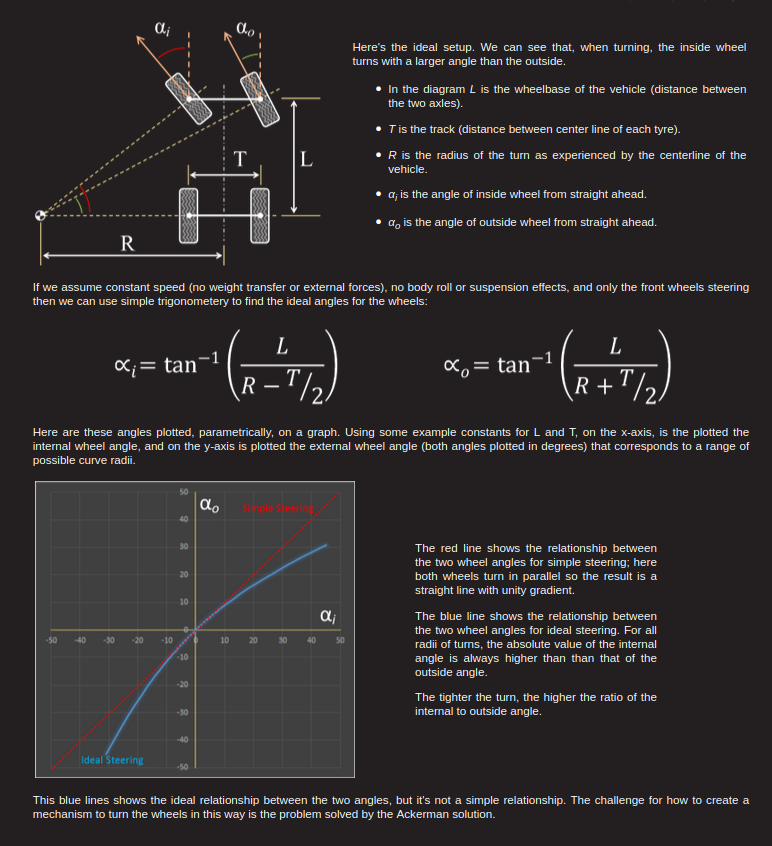 αi
αo
Here's the ideal setup. We can see that, when turning, the inside wheel
turns with a larger angle than the outside.
• In the diagram L is the wheelbase of the vehicle (distance between
the two axles).
• T is the track (distance between center line of each tyre).
• R is the radius of the turn as experienced by the centerline of the
vehicle.
• αi is the angle of inside wheel from straight ahead.
• αo is the angle of outside wheel from straight ahead.
T
L
R
If we assume constant speed (no weight transfer or external forces), no body roll or suspension effects, and only the front wheels steering
then we can use simple trigonometery to find the ideal angles for the wheels:
∝i= tan−1 (L / (R − T/2))
∝o= tan−1 (L / (R + T/2))
Here are these angles plotted, parametrically, on a graph. Using some example constants for L and T, on the x-axis, is the plotted the
internal wheel angle, and on the y-axis is plotted the external wheel angle (both angles plotted in degrees) that corresponds to a range of
possible curve radii.
50
αo
Simple Steering
40
30
20
10
αi
0
-50 -40 -30 -20 -10 0 10 20 30 40 50
-10
-20
-30
-40
Ideal Steering
-50
The red line shows the relationship between
the two wheel angles for simple steering; here
both wheels turn in parallel so the result is a
straight line with unity gradient.
The blue line shows the relationship between
the two wheel angles for ideal steering. For all
radii of turns, the absolute value of the internal
angle is always higher than than that of the
outside angle.
The tighter the turn, the higher the ratio of the
internal to outside angle.
This blue lines shows the ideal relationship between the two angles, but it's not a simple relationship. The challenge for how to create a
mechanism to turn the wheels in this way is the problem solved by the Ackerman solution.